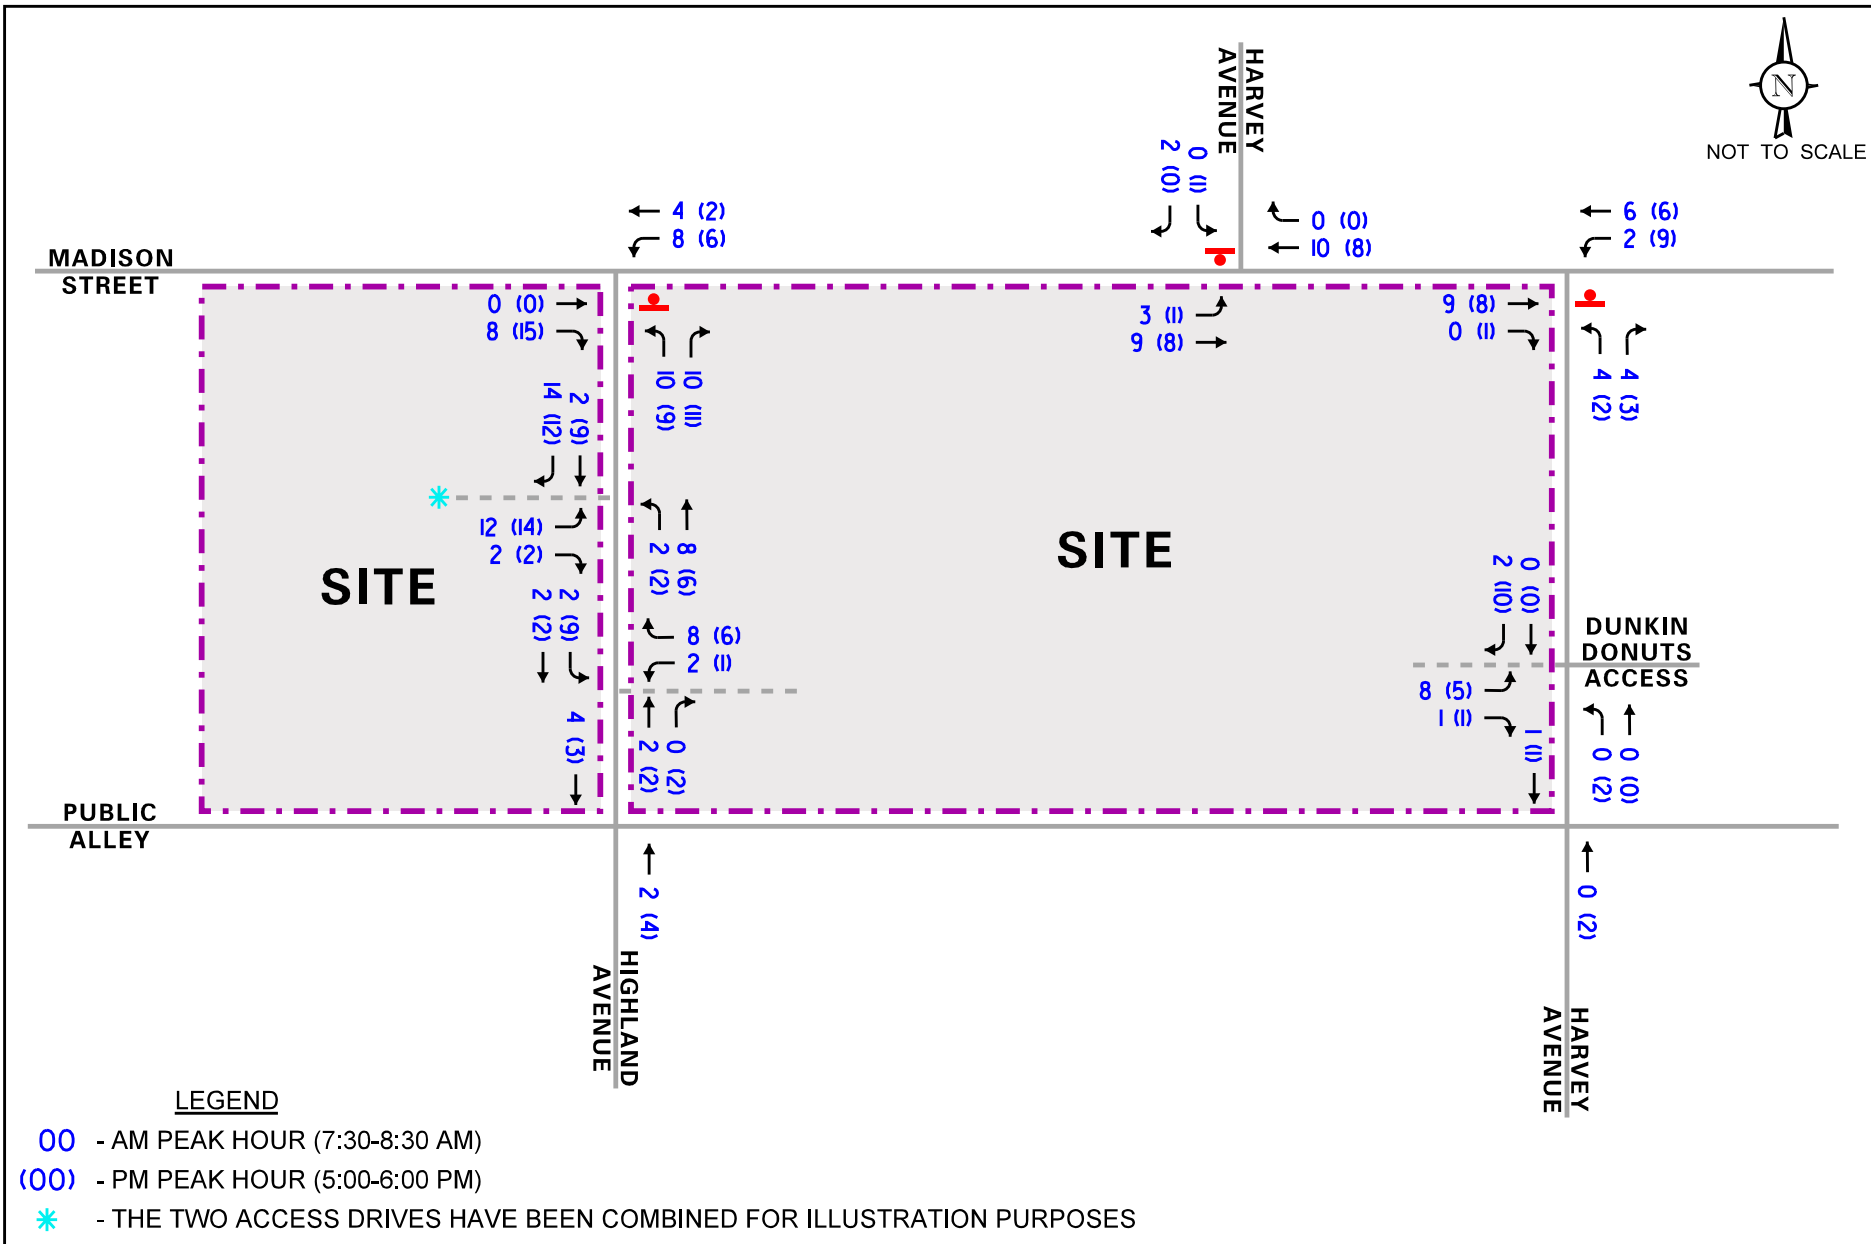 HARVEY
AVENUE
N
NOT TO SCALE
0 (1)
2 (0)
4 (2)
8 (6)
0 (0)
10 (8)
6 (6)
2 (9)
MADISON
STREET
0 (0)
8 (15)
3 (1)
9 (8)
9 (8)
0 (1)
10 (11)
10 (9)
4 (3)
4 (2)
2 (9)
14 (12)
12 (14)
2 (2)
SITE
SITE
8 (6)
2 (2)
0 (0)
2 (10)
2 (9)
2 (2)
8 (6)
2 (1)
DUNKIN
DONUTS
ACCESS
8 (5)
1 (1)
4 (3)
0 (2)
2 (2)
1 (1)
0 (0)
0 (2)
PUBLIC
ALLEY
2 (4)
0 (2)
HIGHLAND
AVENUE
HARVEY
AVENUE
LEGEND
00 - AM PEAK HOUR (7:30-8:30 AM)
(00) - PM PEAK HOUR (5:00-6:00 PM)
- THE TWO ACCESS DRIVES HAVE BEEN COMBINED FOR ILLUSTRATION PURPOSES